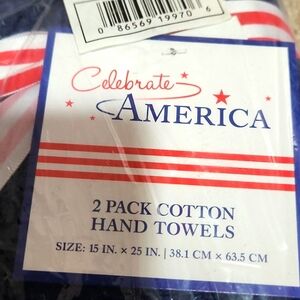 0 86569 19970 6
Celebrate
AMERICA
2 PACK COTTON
HAND TOWELS
SIZE: 15 IN. × 25 IN. | 38.1 CM × 63.5 CM